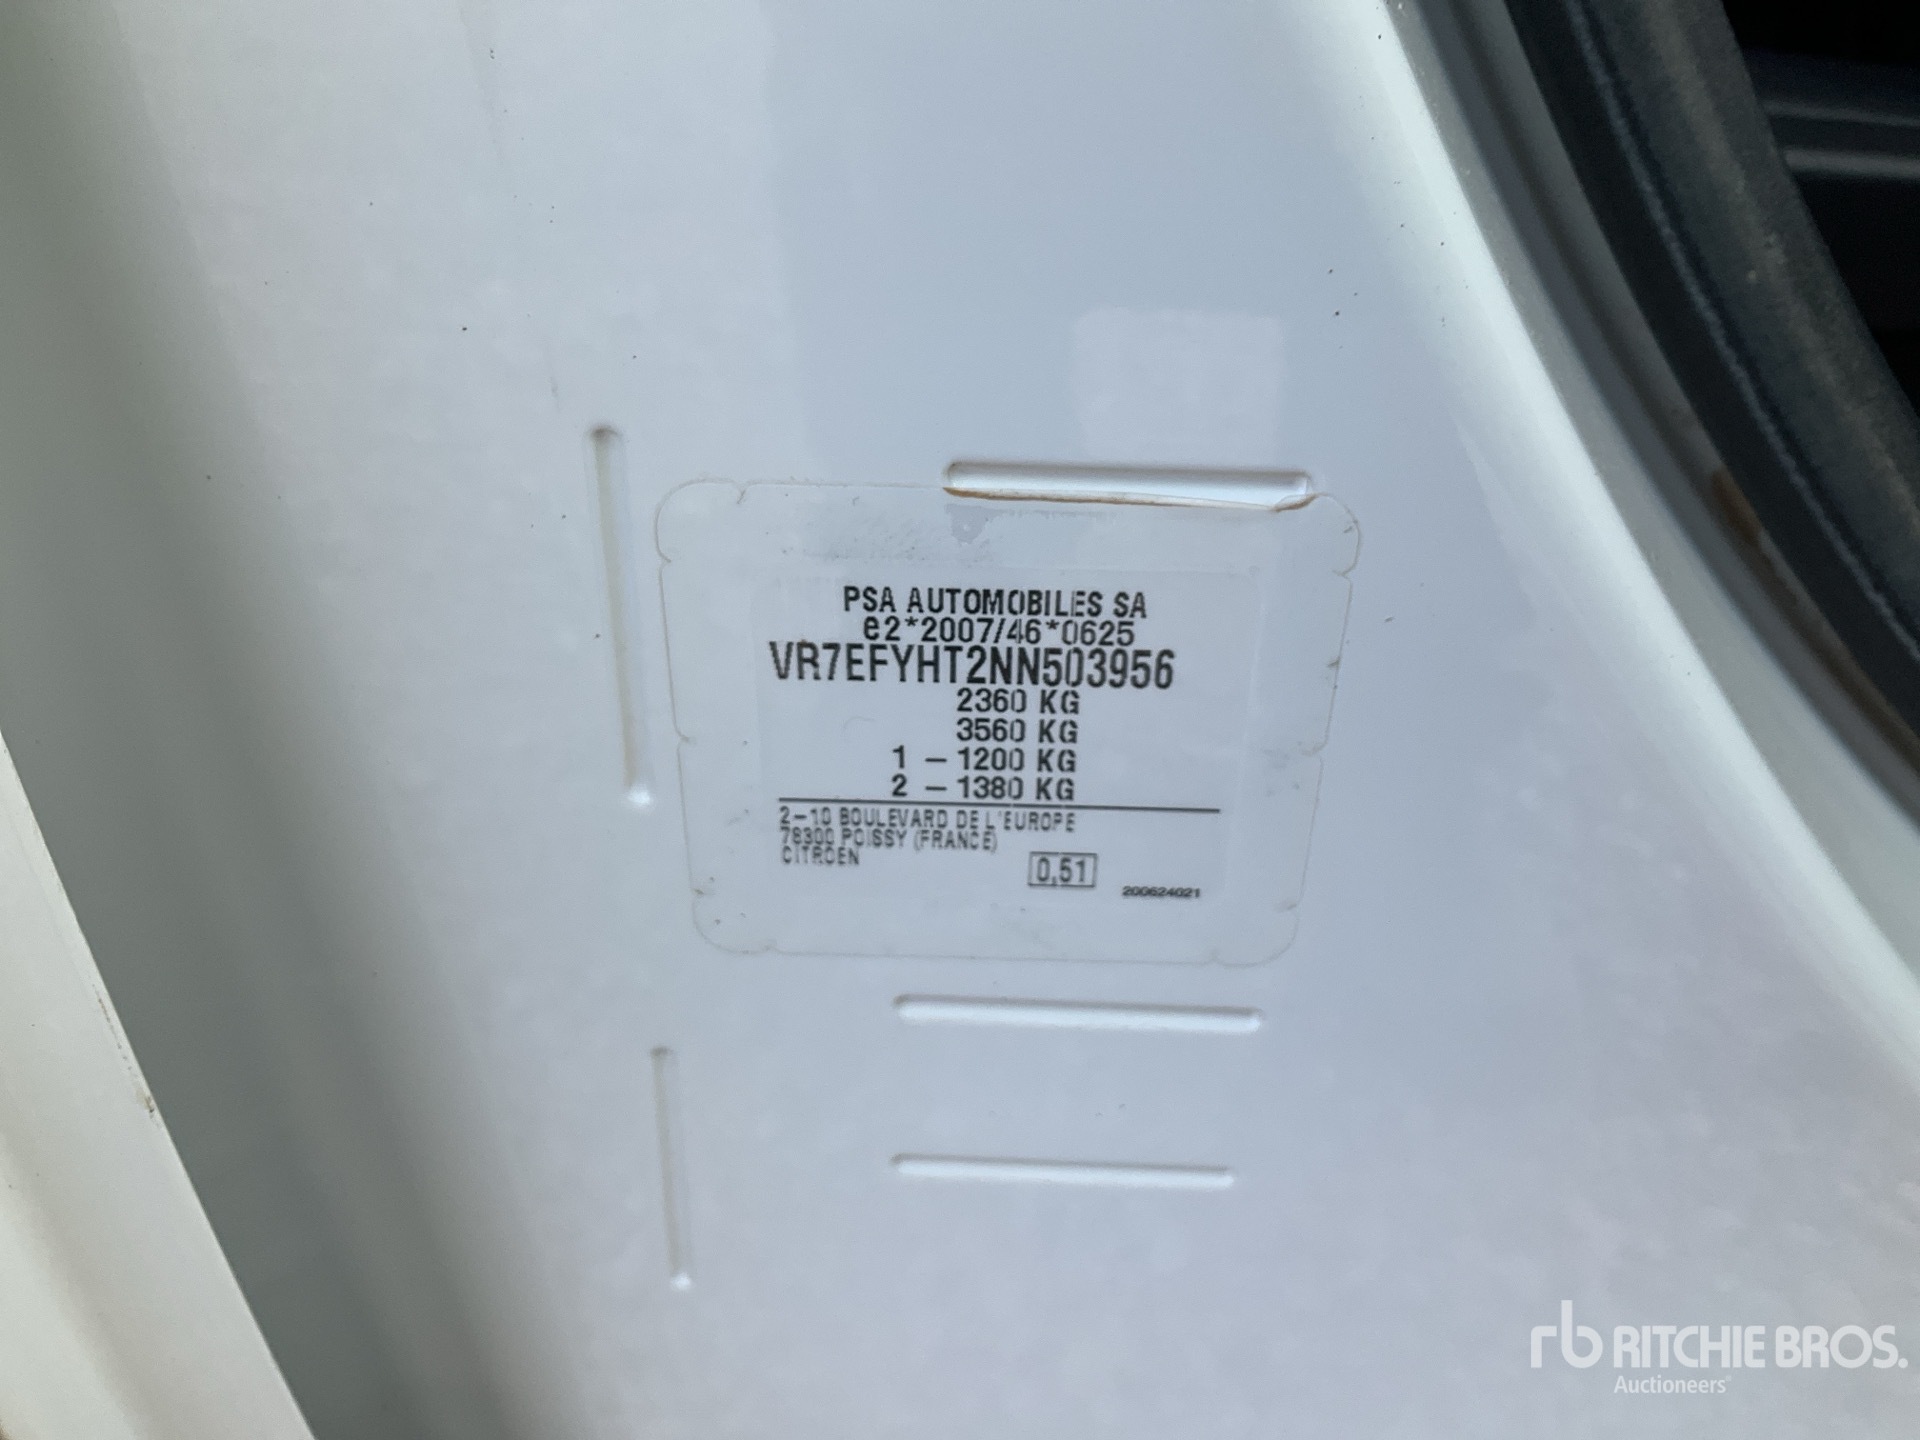 PSA AUTOMOBILES SA
e2*2007/46*0625
VR7EFYHT2NN503956
2360 KG
3560 KG
1 - 1200 KG
2 - 1380 KG
2-10 BOULEVARD DE L'EUROPE
78300 POISSY (FRANCE)
CITROEN
0,51
200624021
rb RITCHIE BROS.
Auctioneers